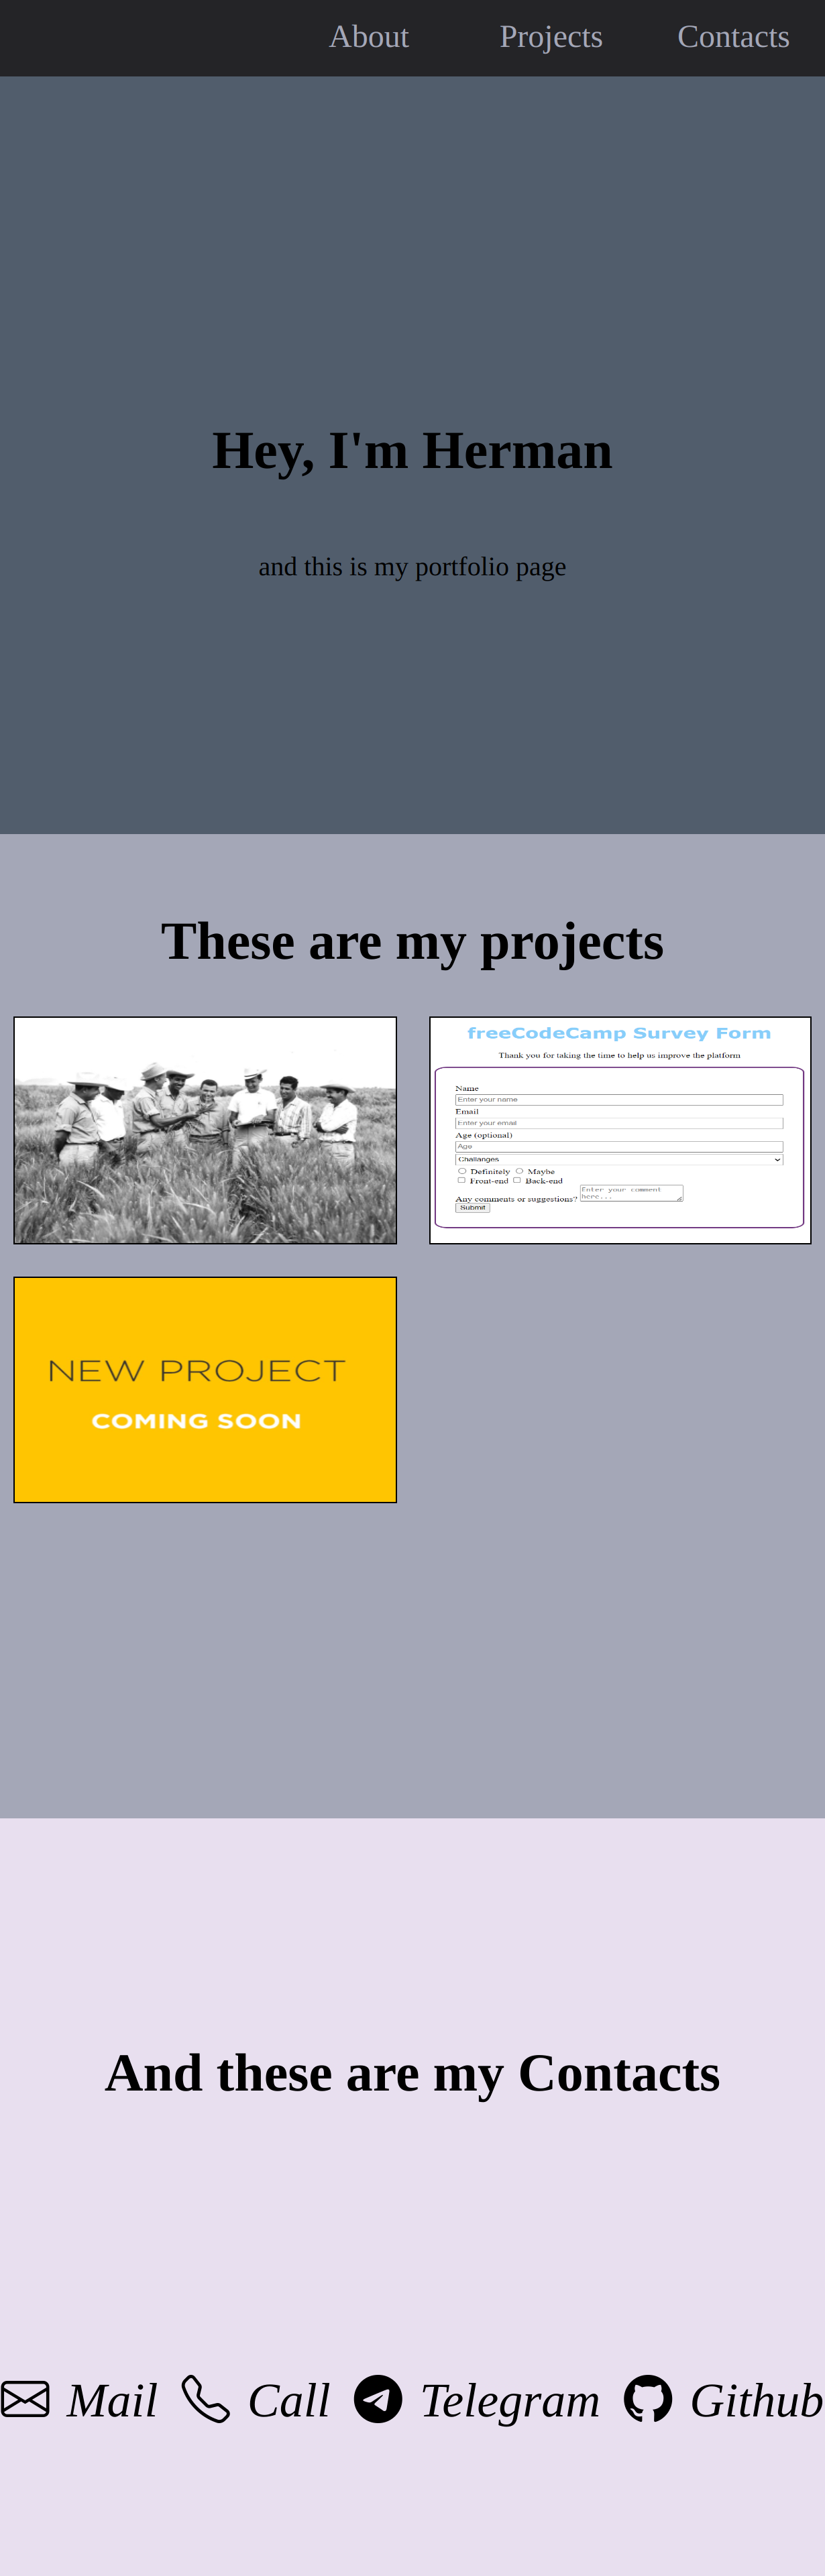 About Projects Contacts
Hey, I'm Herman
and this is my portfolio page
These are my projects
freeCodeCamp Survey Form
Thank you for taking the time to help us improve the platform
Name
Enter your name
Email
Enter your email
Age (optional)
Age
Challanges
Definitely Maybe
Front-end Back-end
Any comments or suggestions? Enter your comment
here...
Submit
NEW PROJECT
COMING SOON
And these are my Contacts
Mail Call Telegram Github